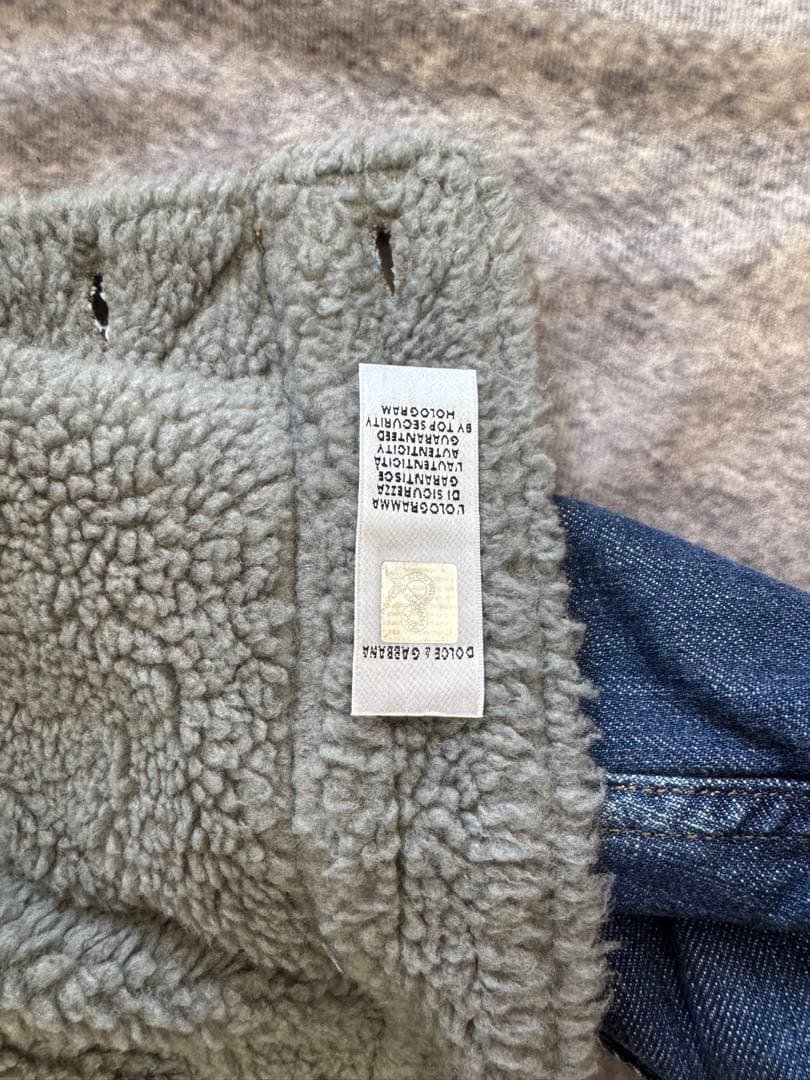 DOLCE & GABBANA
L'OLOGRAMMA
DI SICUREZZA
GARANTISCE
L'AUTENTICITÀ
AUTENTICITY
GUARANTEED
BY TOP SECURITY
HOLOGRAM